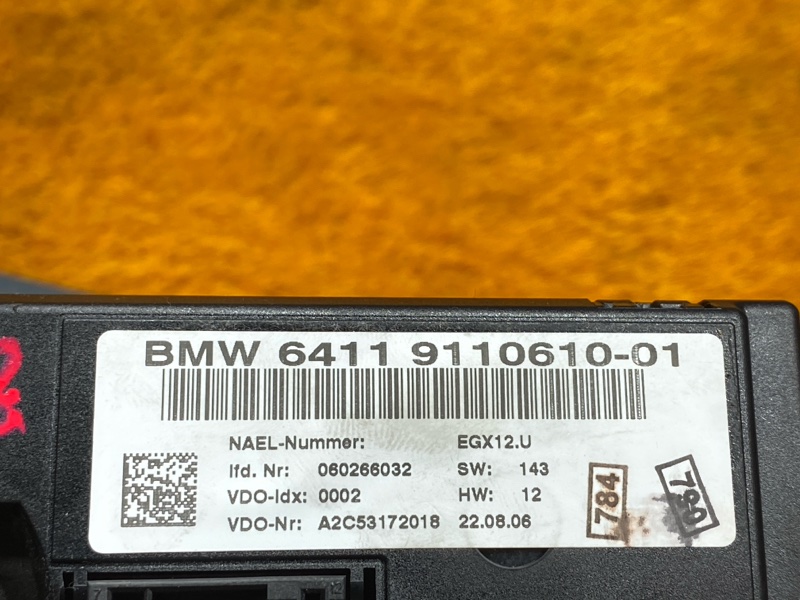 BMW 6411 9110610-01
NAEL-Nummer: EGX12.U
lfd. Nr: 060266032 SW: 143
VDO-Idx: 0002 HW: 12
VDO-Nr: A2C53172018 22.08.06
784
790